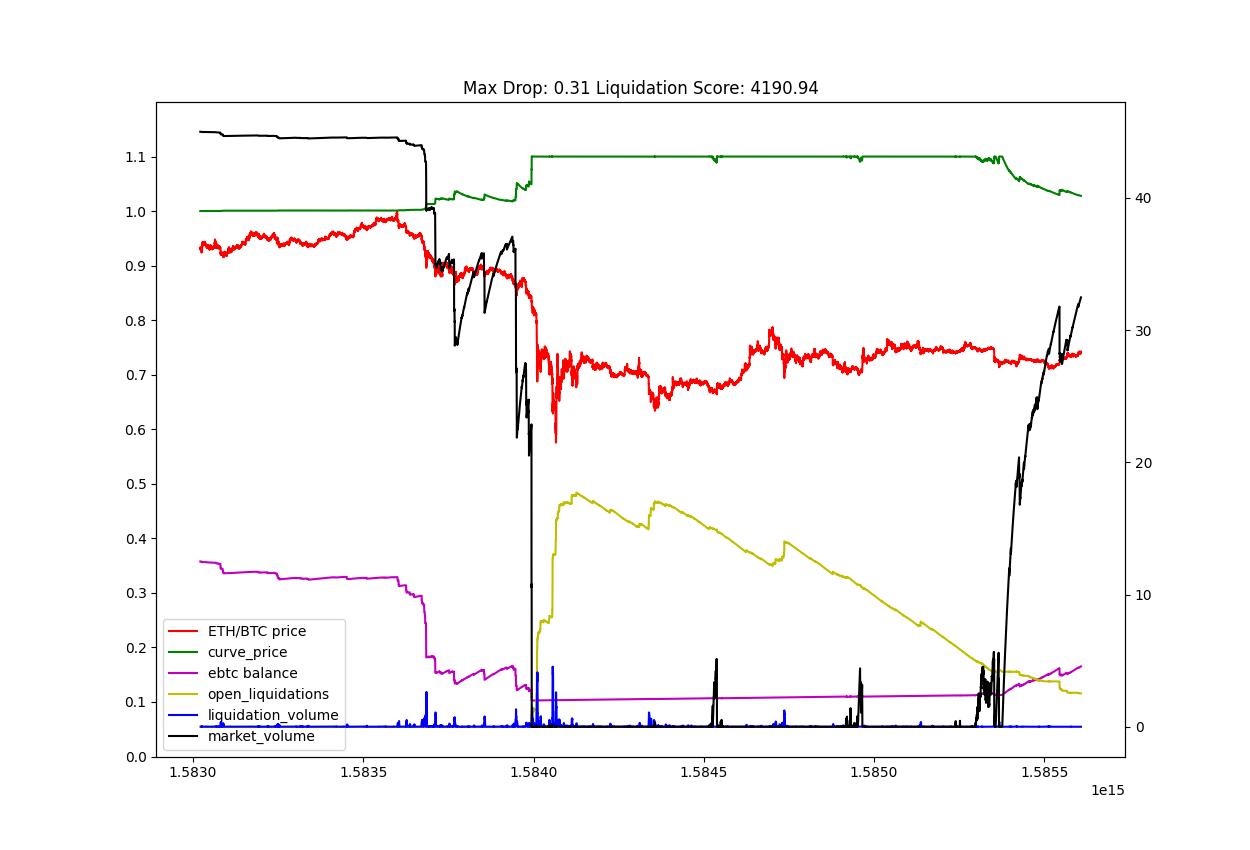 Max Drop: 0.31 Liquidation Score: 4190.94
1.1
1.0
0.9
0.8
0.7
0.6
0.5
0.4
0.3
0.2
0.1
0.0
40
30
20
10
0
ETH/BTC price
curve_price
ebtc balance
open_liquidations
liquidation_volume
market_volume
1.5830 1.5835 1.5840 1.5845 1.5850 1.5855
1e15